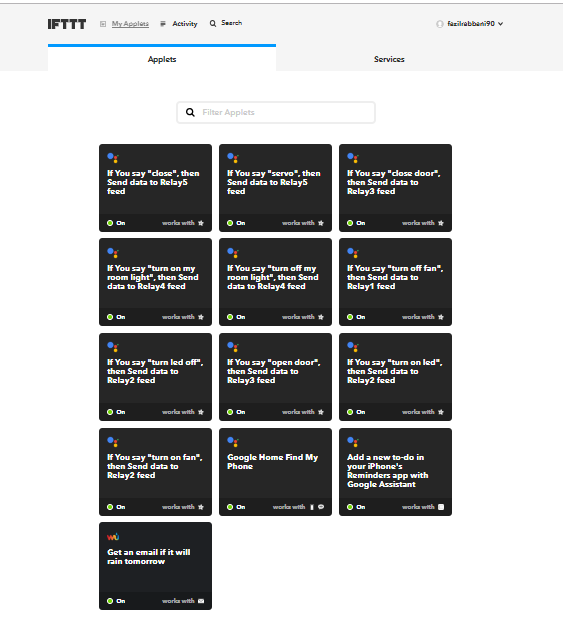 IFTTT My Applets Activity Search fazilrabbani90
Applets Services
Filter Applets
If You say "close", then
Send data to Relay5
feed
On works with
If You say "servo", then
Send data to Relay5
feed
On works with
If You say "close door",
then Send data to
Relay3 feed
On works with
If You say "turn on my
room light", then Send
data to Relay4 feed
On works with
If You say "turn off my
room light", then Send
data to Relay4 feed
On works with
If You say "turn off fan",
then Send data to
Relay1 feed
On works with
If You say "turn led off",
then Send data to
Relay2 feed
On works with
If You say "open door",
then Send data to
Relay3 feed
On works with
If You say "turn on led",
then Send data to
Relay2 feed
On works with
If You say "turn on fan",
then Send data to
Relay2 feed
On works with
Google Home Find My
Phone
On works with
Add a new to-do in
your iPhone's
Reminders app with
Google Assistant
On works with
wu
Get an email if it will
rain tomorrow
On works with